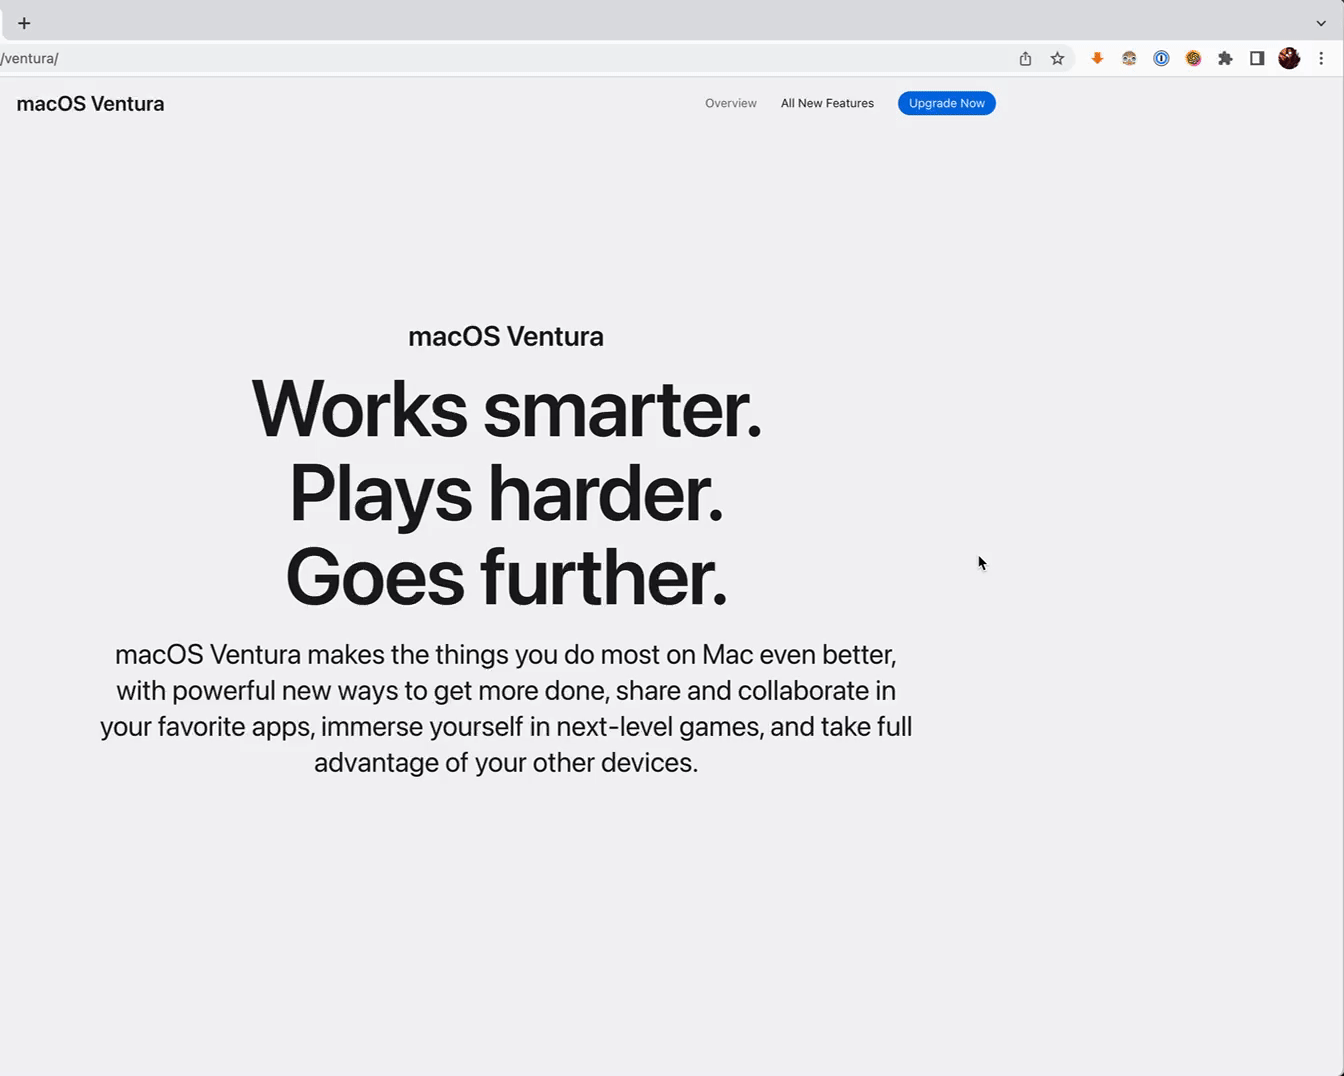 /ventura/
macOS Ventura
Overview
All New Features
Upgrade Now
macOS Ventura
Works smarter.
Plays harder.
Goes further.
macOS Ventura makes the things you do most on Mac even better,
with powerful new ways to get more done, share and collaborate in
your favorite apps, immerse yourself in next-level games, and take full
advantage of your other devices.